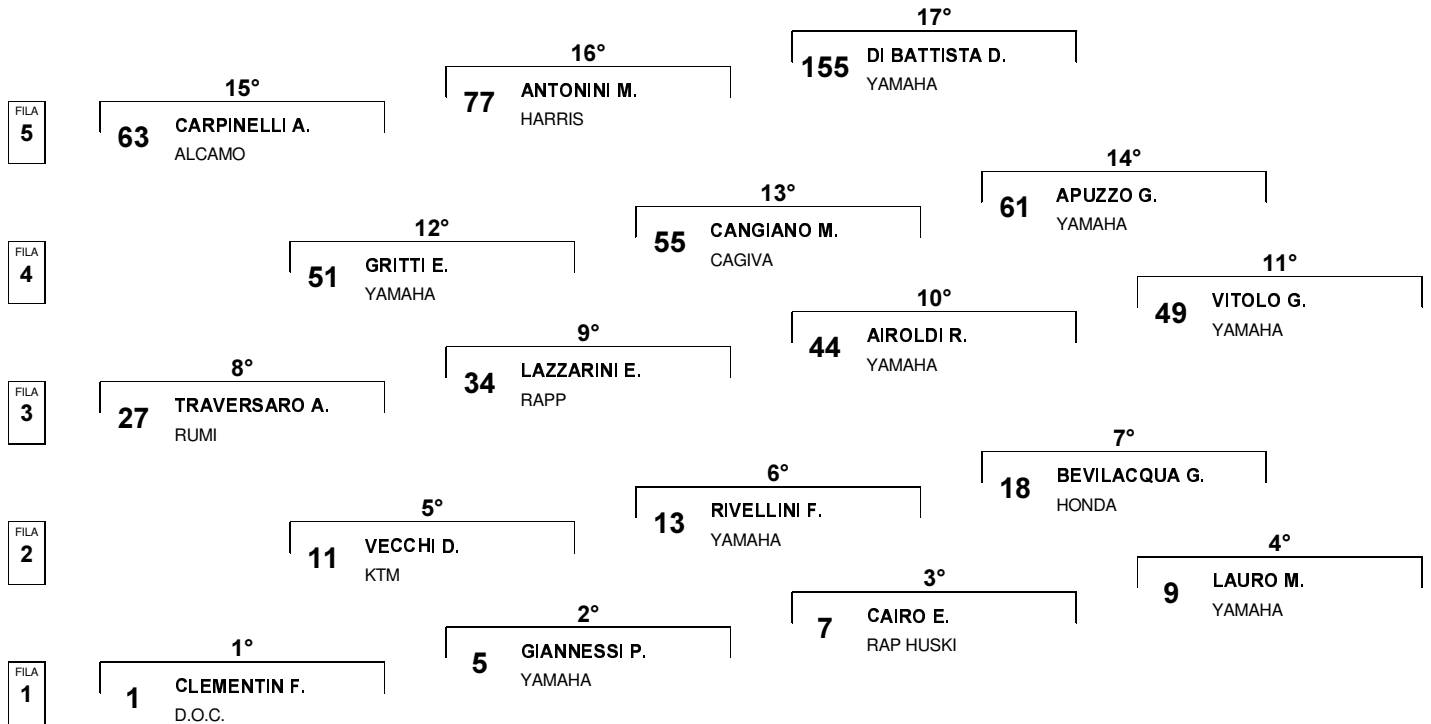 17°
155 DI BATTISTA D.
YAMAHA
16°
77 ANTONINI M.
HARRIS
15°
FILA
5
63 CARPINELLI A.
ALCAMO
14°
61 APUZZO G.
YAMAHA
13°
55 CANGIANO M.
CAGIVA
12°
FILA
4
51 GRITTI E.
YAMAHA
11°
49 VITOLO G.
YAMAHA
10°
44 AIROLDI R.
YAMAHA
9°
34 LAZZARINI E.
RAPP
8°
FILA
3
27 TRAVERSARO A.
RUMI
7°
18 BEVILACQUA G.
HONDA
6°
13 RIVELLINI F.
YAMAHA
5°
FILA
2
11 VECCHI D.
KTM
4°
9 LAURO M.
YAMAHA
3°
7 CAIRO E.
RAP HUSKI
2°
5 GIANNESSI P.
YAMAHA
1°
FILA
1
1 CLEMENTIN F.
D.O.C.